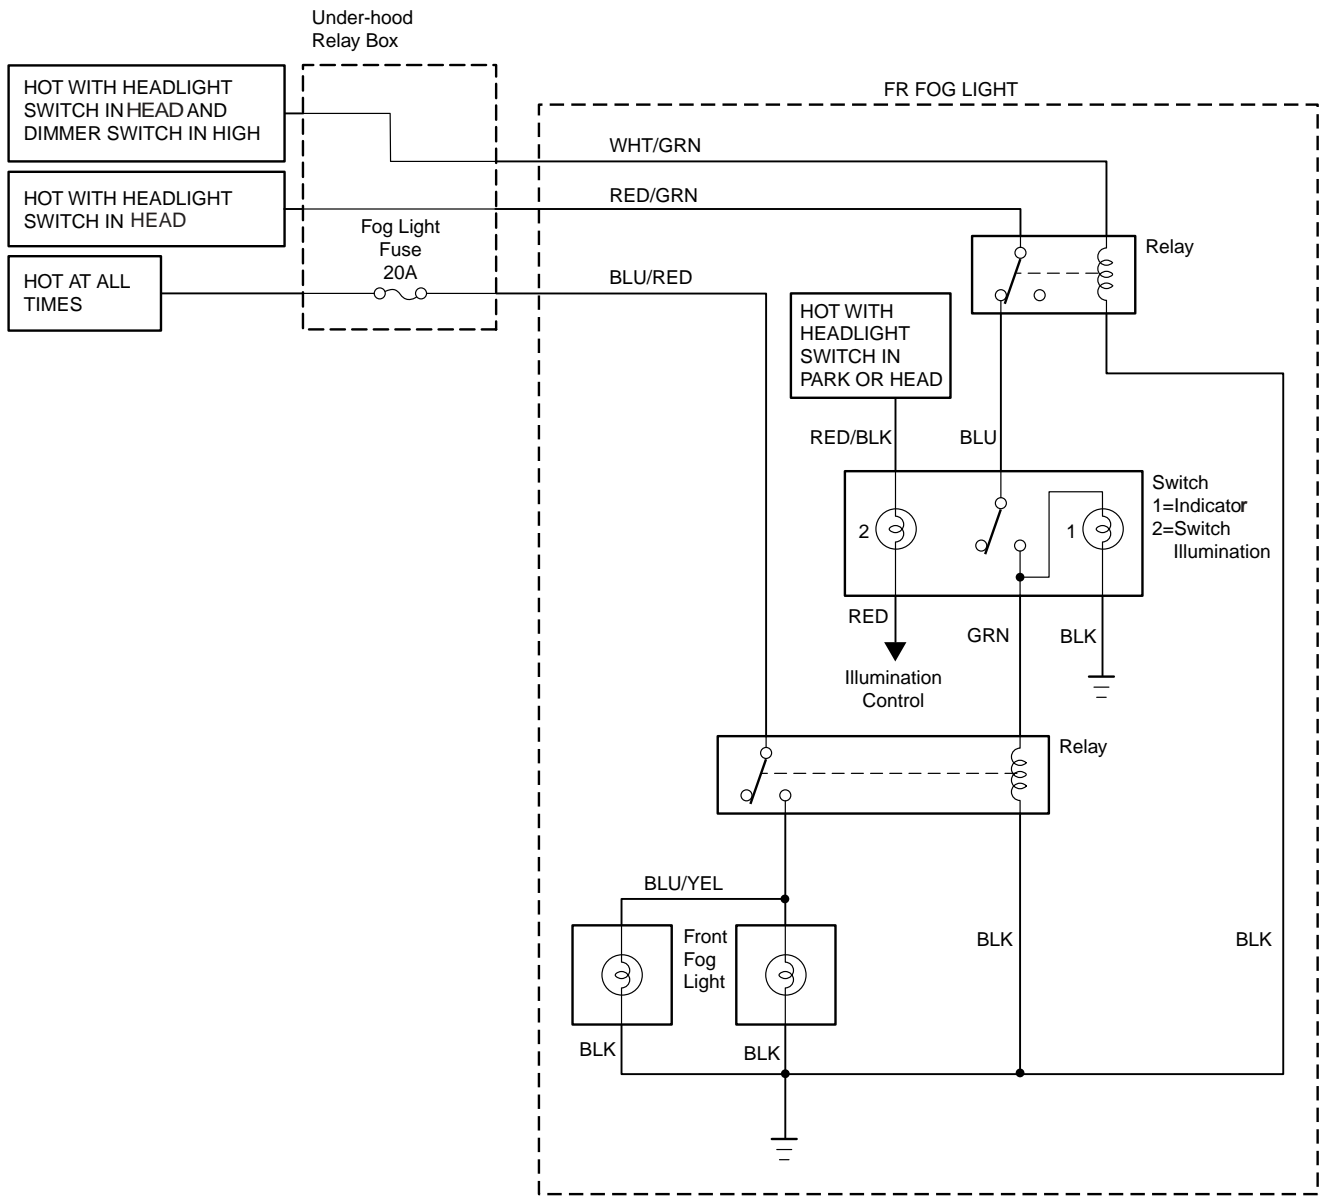 Under-hood
Relay Box
HOT WITH HEADLIGHT
SWITCH IN HEAD AND
DIMMER SWITCH IN HIGH
FR FOG LIGHT
WHT/GRN
HOT WITH HEADLIGHT
SWITCH IN HEAD
RED/GRN
Fog Light
Fuse
20A
Relay
HOT AT ALL
TIMES
BLU/RED
HOT WITH
HEADLIGHT
SWITCH IN
PARK OR HEAD
RED/BLK
BLU
Switch
1=Indicator
2=Switch
Illumination
2
1
RED
GRN
BLK
Illumination
Control
Relay
BLU/YEL
Front
Fog
Light
BLK
BLK
BLK
BLK